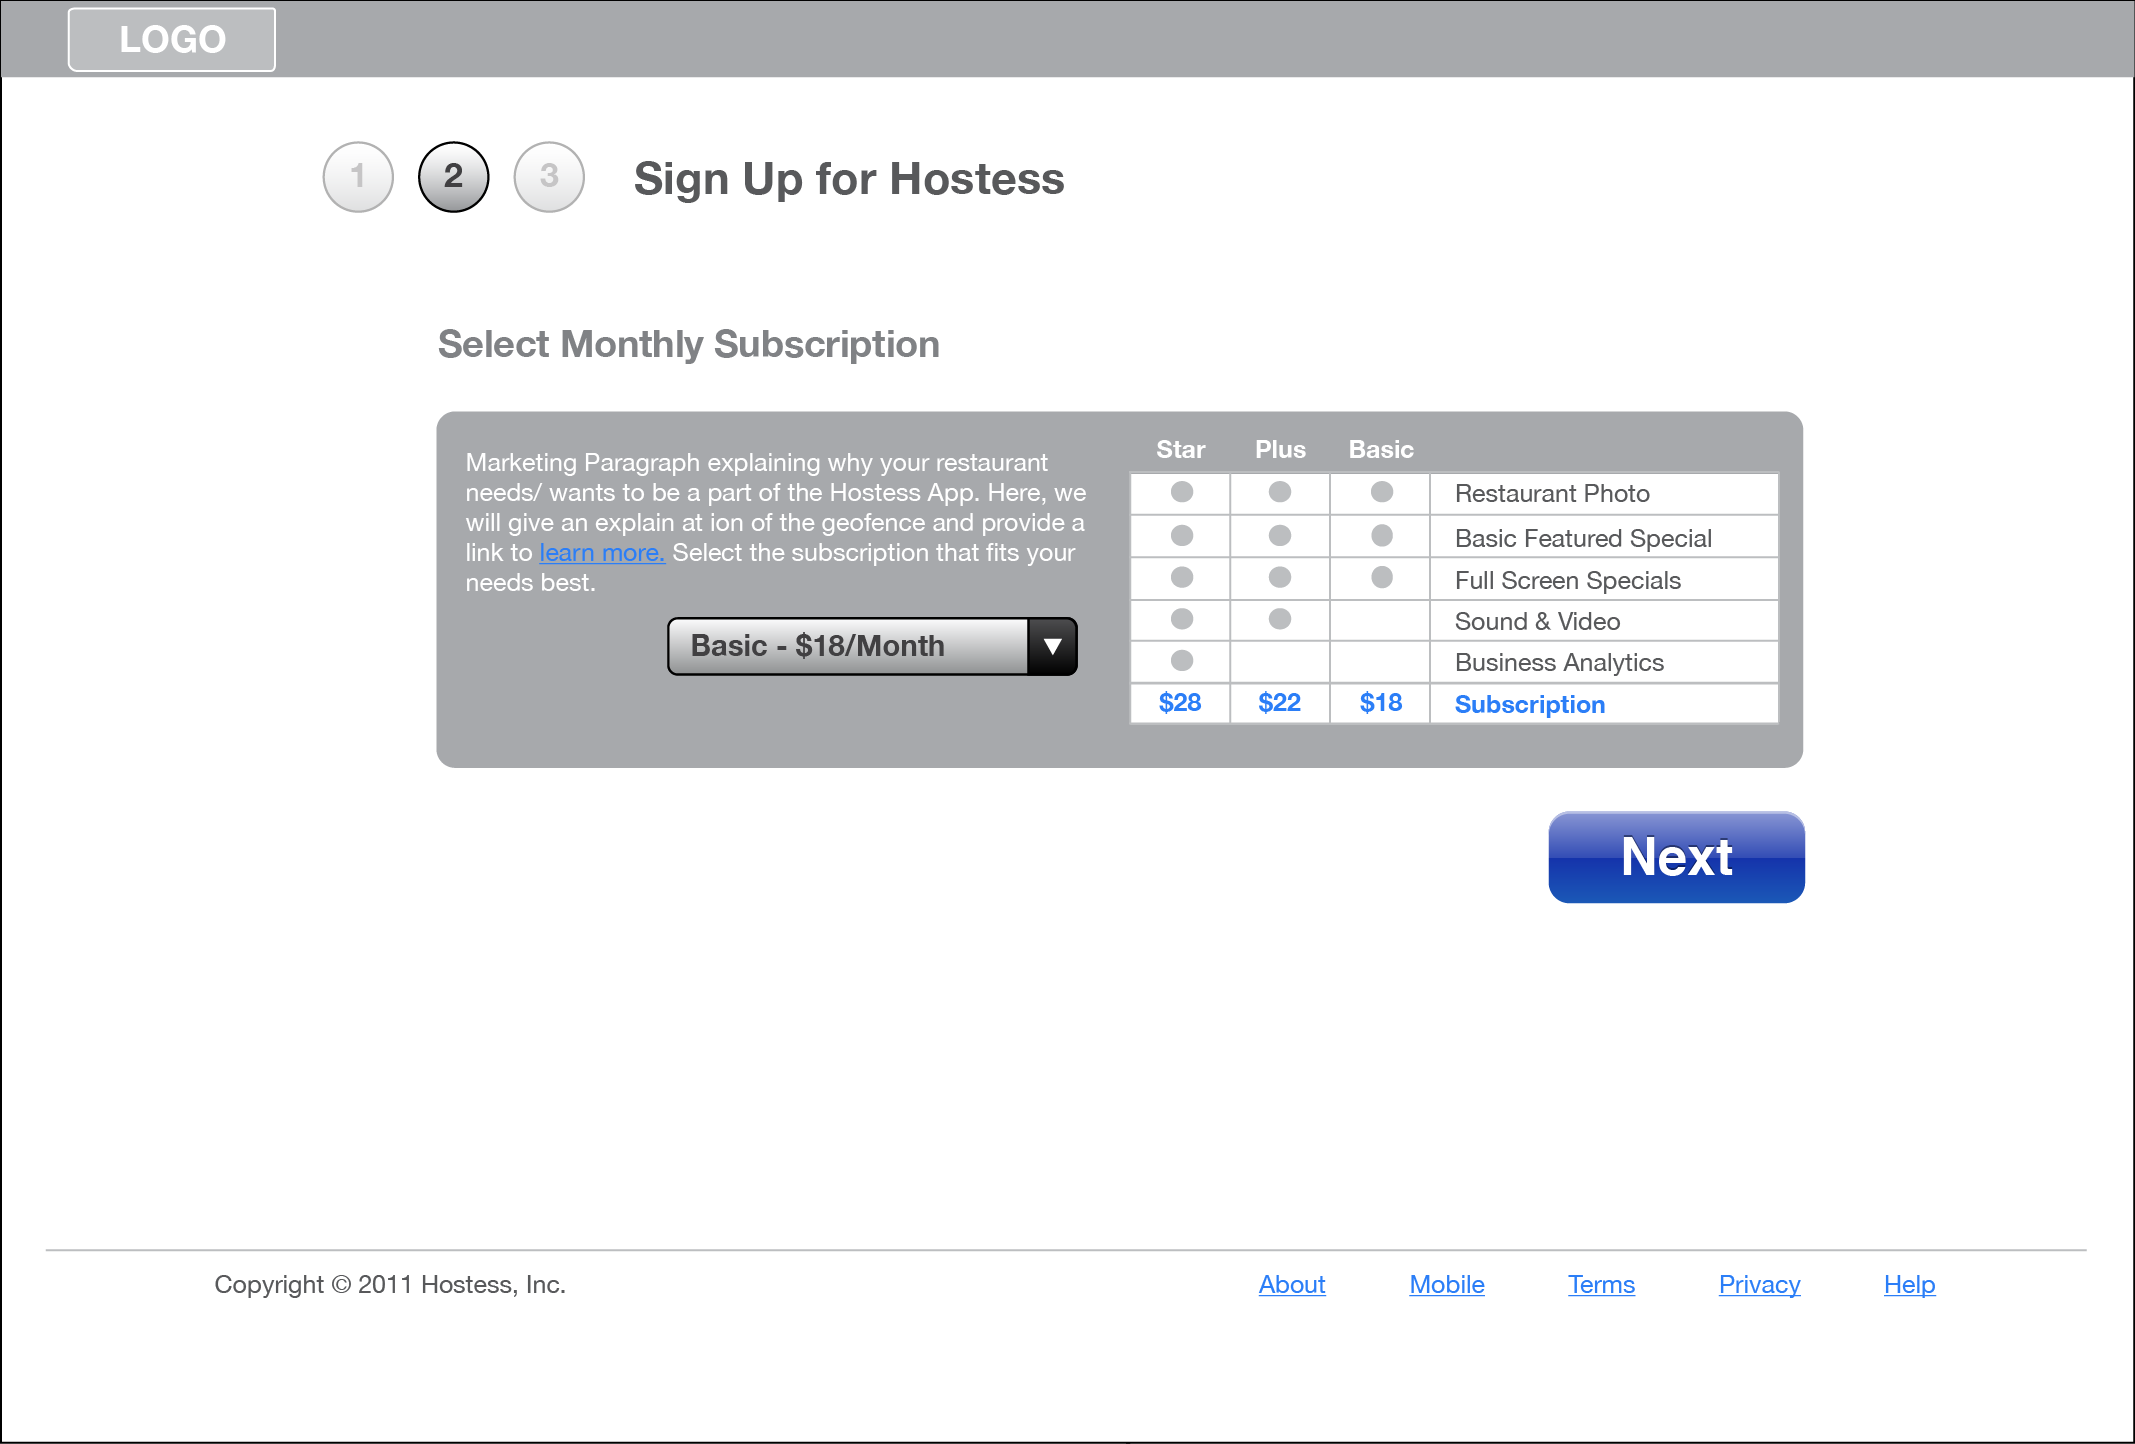 LOGO
1 2 3 Sign Up for Hostess
Select Monthly Subscription
Marketing Paragraph explaining why your restaurant
needs/ wants to be a part of the Hostess App. Here, we
will give an explain at ion of the geofence and provide a
link to learn more. Select the subscription that fits your
needs best.
Basic - $18/Month
Star Plus Basic
Restaurant Photo
Basic Featured Special
Full Screen Specials
Sound & Video
Business Analytics
$28 $22 $18 Subscription
Next
Copyright © 2011 Hostess, Inc. About Mobile Terms Privacy Help